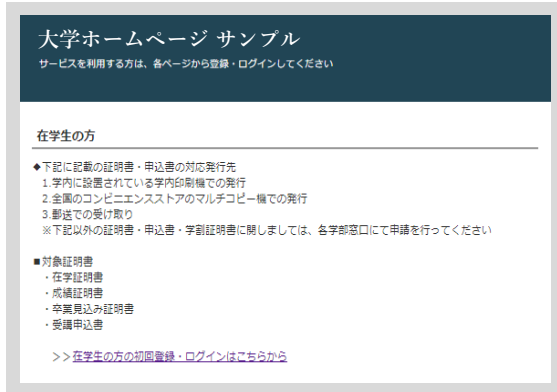 大学ホームページ サンプル
サービスを利用する方は、各ページから登録・ログインしてください
在学生の方
◆下記に記載の証明書・申込書の対応発行先
1.学内に設置されている学内印刷機での発行
2.全国のコンビニエンスストアのマルチコピー機での発行
3.郵送での受け取り
※下記以外の証明書・申込書・学割証明書に関しましては、各学部窓口にて申請を行ってください
■対象証明書
・在学証明書
・成績証明書
・卒業見込み証明書
・受講申込書
>>在学生の方の初回登録・ログインはこちらから